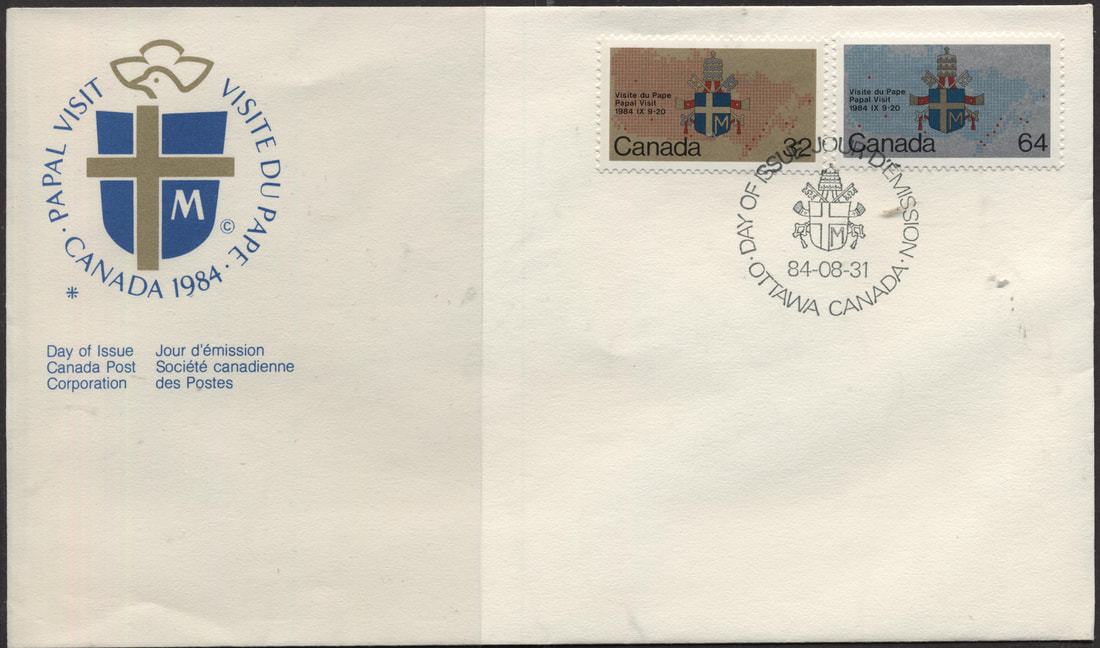 PAPAL VISIT · VISITE DU PAPE · CANADA 1984 ·
M
©
*
Day of Issue
Canada Post
Corporation
Jour d'émission
Société canadienne
des Postes
Visite du Pape
Papal Visit
1984 IX 9-20
M
Canada 32
Visite du Pape
Papal Visit
1984 IX 9-20
M
Canada 64
· DAY OF ISSUE JOUR D'ÉMISSION ·
M
84-08-31
OTTAWA CANADA